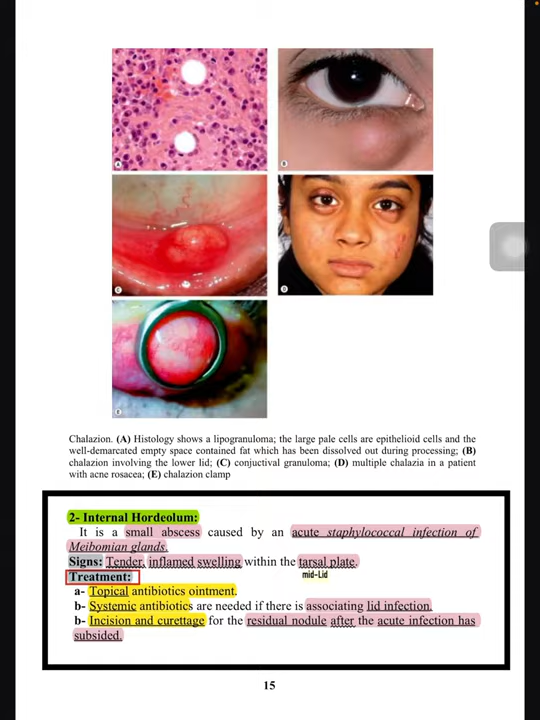 A
B
C
D
E
Chalazion. (A) Histology shows a lipogranuloma; the large pale cells are epithelioid cells and the
well-demarcated empty space contained fat which has been dissolved out during processing; (B)
chalazion involving the lower lid; (C) conjuctival granuloma; (D) multiple chalazia in a patient
with acne rosacea; (E) chalazion clamp
2- Internal Hordeolum:
It is a small abscess caused by an acute staphylococcal infection of
Meibomian glands.
Signs: Tender, inflamed swelling within the tarsal plate.
Treatment:
mid-Lid
a- Topical antibiotics ointment.
b- Systemic antibiotics are needed if there is associating lid infection.
b- Incision and curettage for the residual nodule after the acute infection has
subsided.
15